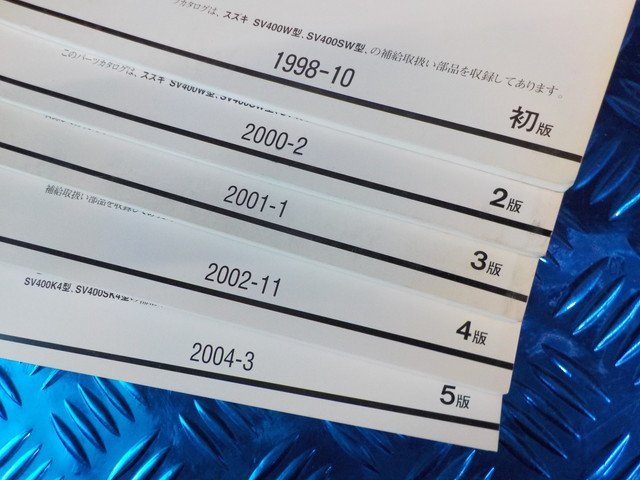 ーツカタログは、スズキ SV400W型、SV400SW型、の補給取扱い部品を収録してあります。
1998-10
初版
このパーツカタログは、スズキ SV400W型、
2000-2
2版
2001-1
3版
補給取扱い部品を収録し
2002-11
4版
SV400K4型、SV400SK4型
2004-3
5版